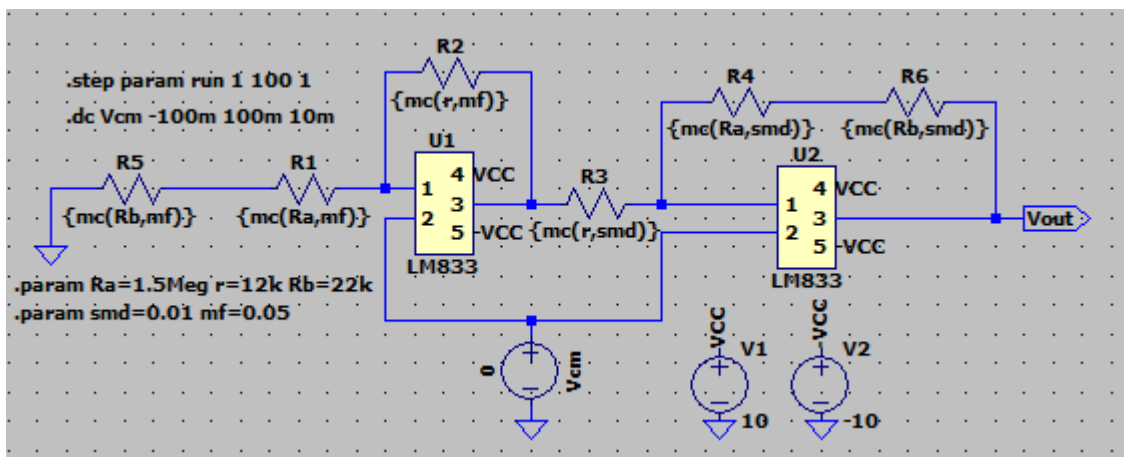 .step param run 1 100 1
.dc Vcm -100m 100m 10m
R2
{mc(r,mf)}
R4
{mc(Ra,smd)}
R6
{mc(Rb,smd)}
R5
{mc(Rb,mf)}
R1
{mc(Ra,mf)}
U1
1
2
4
3
5
VCC
-VCC
LM833
R3
{mc(r,smd)}
U2
1
2
4
3
5
VCC
-VCC
LM833
Vout
.param Ra=1.5Meg r=12k Rb=22k
.param smd=0.01 mf=0.05
0
Vcm
VCC
V1
10
-VCC
V2
-10